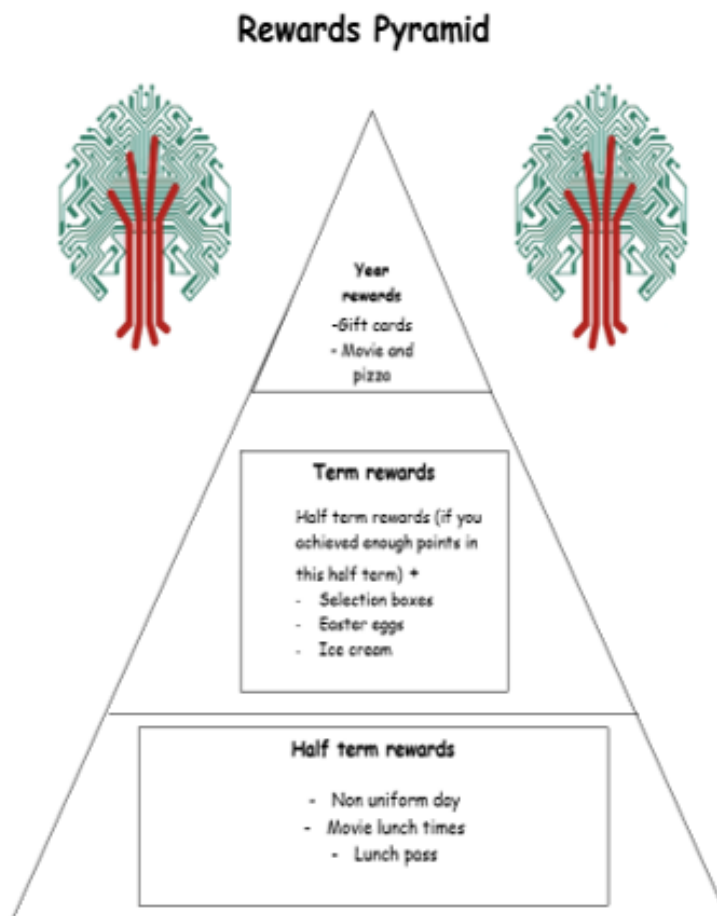 Rewards Pyramid
Year
rewards
-Gift cards
- Movie and
pizza
Term rewards
Half term rewards (if you
achieved enough points in
this half term) +
- Selection boxes
- Easter eggs
- Ice cream
Half term rewards
- Non uniform day
- Movie lunch times
- Lunch pass